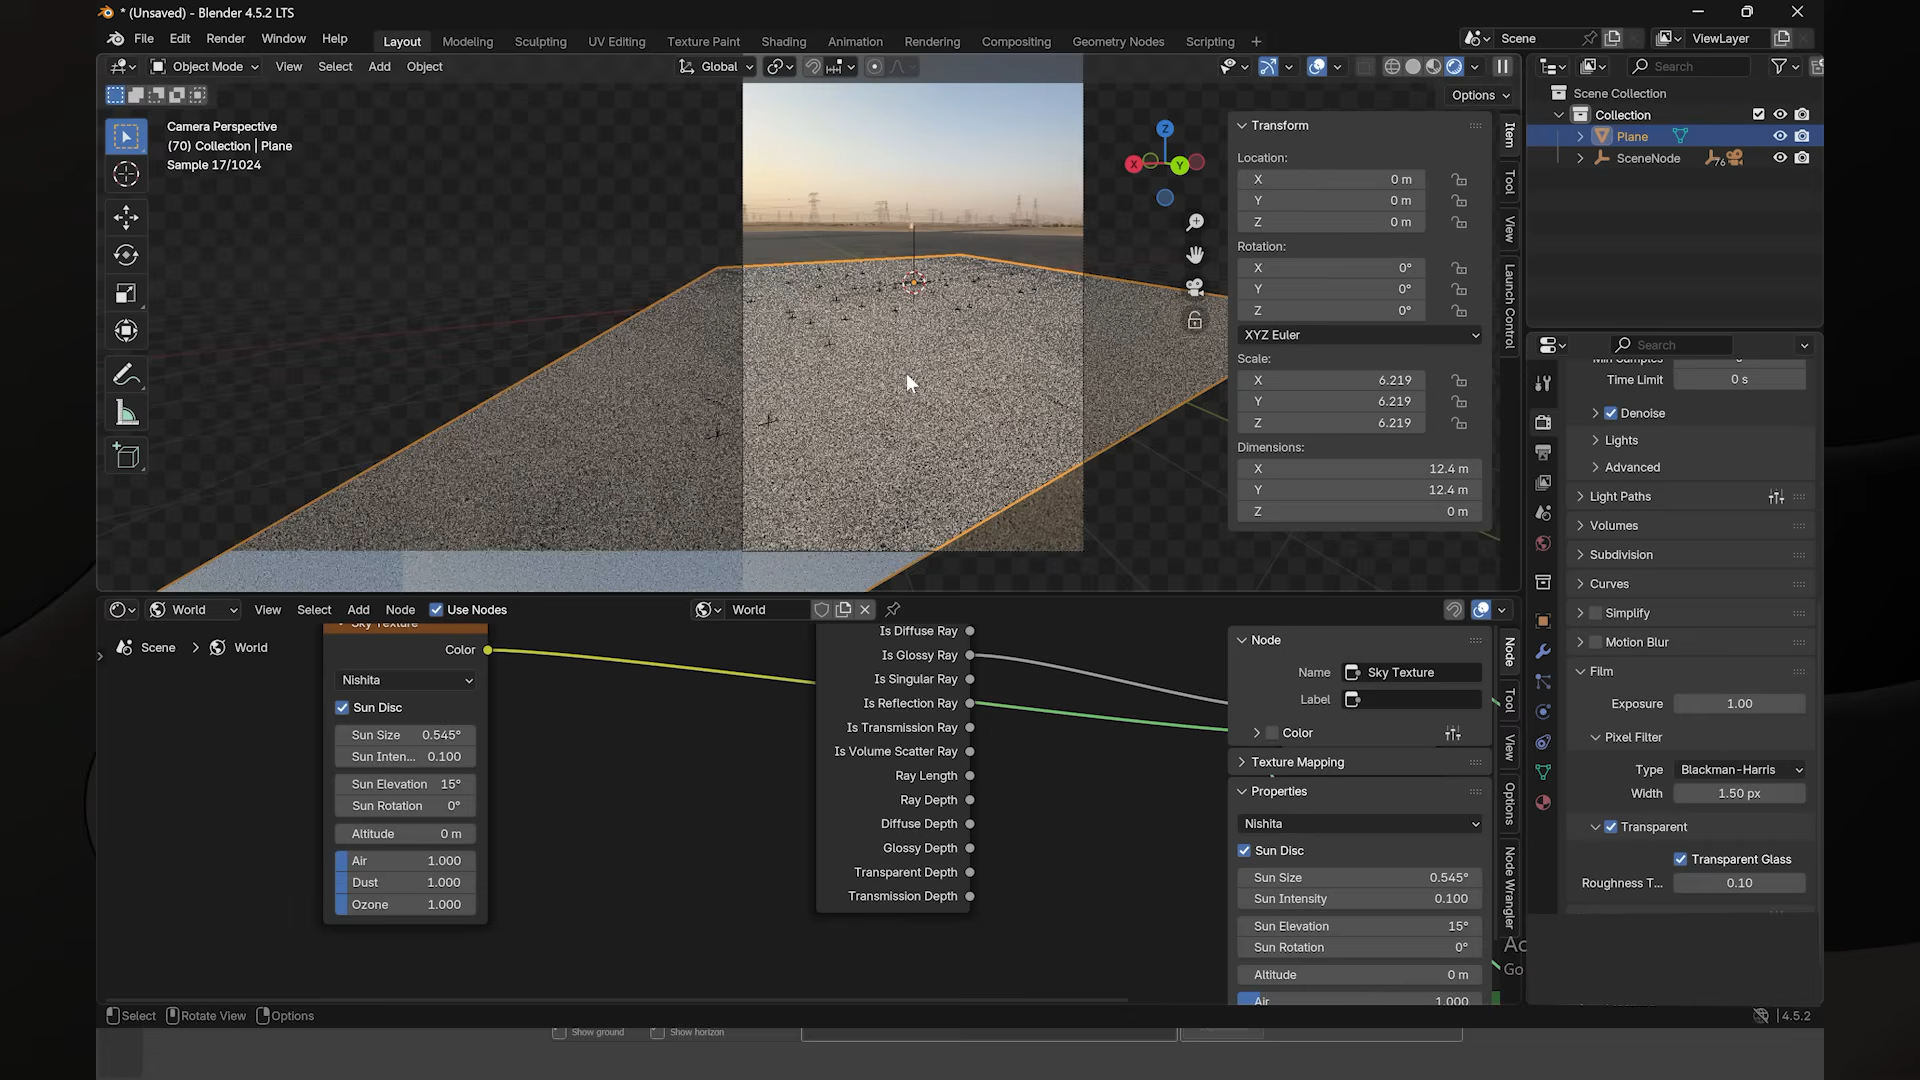 * (Unsaved) - Blender 4.5.2 LTS
File Edit Render Window Help
Layout Modeling Sculpting UV Editing Texture Paint Shading Animation Rendering Compositing Geometry Nodes Scripting +
Scene
ViewLayer
Object Mode View Select Add Object
Global
Search
Options
Camera Perspective
(70) Collection | Plane
Sample 17/1024
Z
X
Y
Transform
Location:
X 0 m
Y 0 m
Z 0 m
Rotation:
X 0°
Y 0°
Z 0°
XYZ Euler
Scale:
X 6.219
Y 6.219
Z 6.219
Dimensions:
X 12.4 m
Y 12.4 m
Z 0 m
Item
Tool
View
Launch Control
Scene Collection
Collection
Plane
SceneNode
76
Search
Min Samples
Time Limit 0 s
Denoise
Lights
Advanced
Light Paths
Volumes
Subdivision
Curves
Simplify
Motion Blur
Film
Exposure 1.00
Pixel Filter
Type Blackman-Harris
Width 1.50 px
Transparent
Transparent Glass
Roughness T... 0.10
World View Select Add Node Use Nodes
World
Scene > World
Sky Texture
Color
Nishita
Sun Disc
Sun Size 0.545°
Sun Inten... 0.100
Sun Elevation 15°
Sun Rotation 0°
Altitude 0 m
Air 1.000
Dust 1.000
Ozone 1.000
Is Diffuse Ray
Is Glossy Ray
Is Singular Ray
Is Reflection Ray
Is Transmission Ray
Is Volume Scatter Ray
Ray Length
Ray Depth
Diffuse Depth
Glossy Depth
Transparent Depth
Transmission Depth
Node
Name Sky Texture
Label
Color
Texture Mapping
Properties
Nishita
Sun Disc
Sun Size 0.545°
Sun Intensity 0.100
Sun Elevation 15°
Sun Rotation 0°
Altitude 0 m
Air 1.000
Node
Tool
View
Options
Node Wrangler
Ac
Go
Select Rotate View Options
4.5.2
Show ground Show horizon